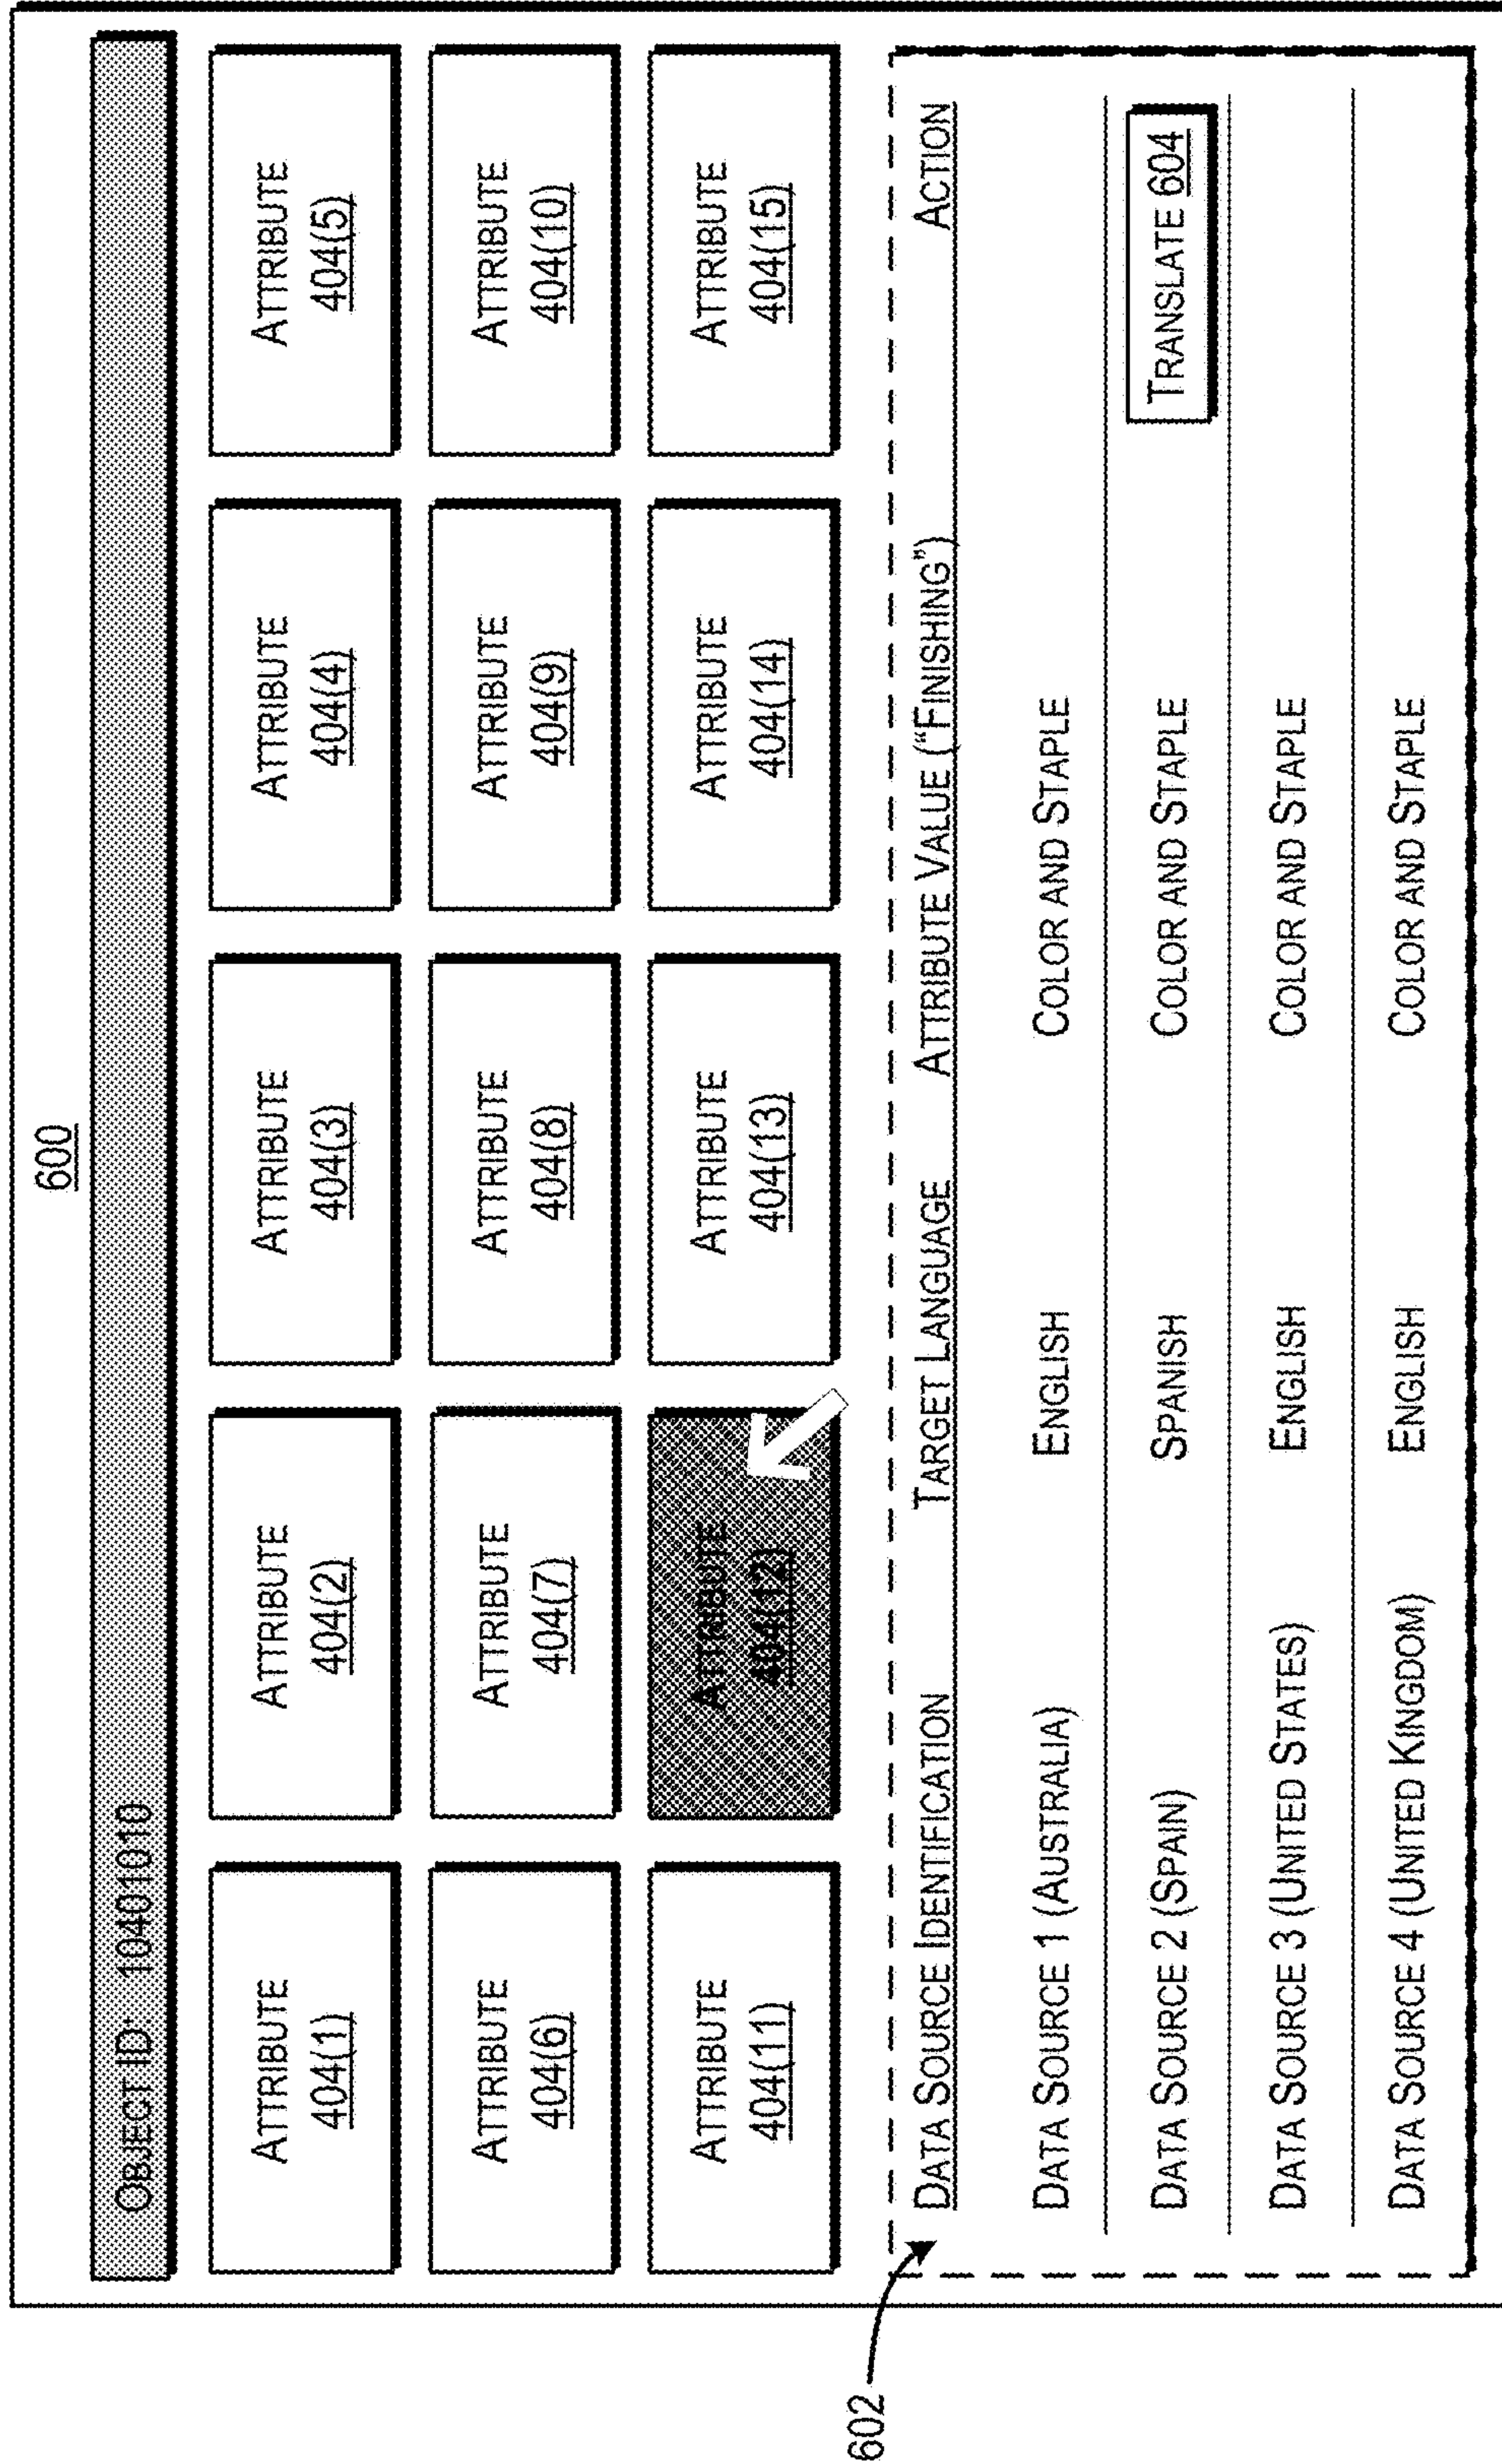 600
OBJECT ID: 10401010
ATTRIBUTE
404(1)
ATTRIBUTE
404(2)
ATTRIBUTE
404(3)
ATTRIBUTE
404(4)
ATTRIBUTE
404(5)
ATTRIBUTE
404(6)
ATTRIBUTE
404(7)
ATTRIBUTE
404(8)
ATTRIBUTE
404(9)
ATTRIBUTE
404(10)
ATTRIBUTE
404(11)
ATTRIBUTE
404(12)
ATTRIBUTE
404(13)
ATTRIBUTE
404(14)
ATTRIBUTE
404(15)
602
DATA SOURCE IDENTIFICATION TARGET LANGUAGE ATTRIBUTE VALUE (“FINISHING”) ACTION
DATA SOURCE 1 (AUSTRALIA) ENGLISH COLOR AND STAPLE
DATA SOURCE 2 (SPAIN) SPANISH COLOR AND STAPLE TRANSLATE 604
DATA SOURCE 3 (UNITED STATES) ENGLISH COLOR AND STAPLE
DATA SOURCE 4 (UNITED KINGDOM) ENGLISH COLOR AND STAPLE